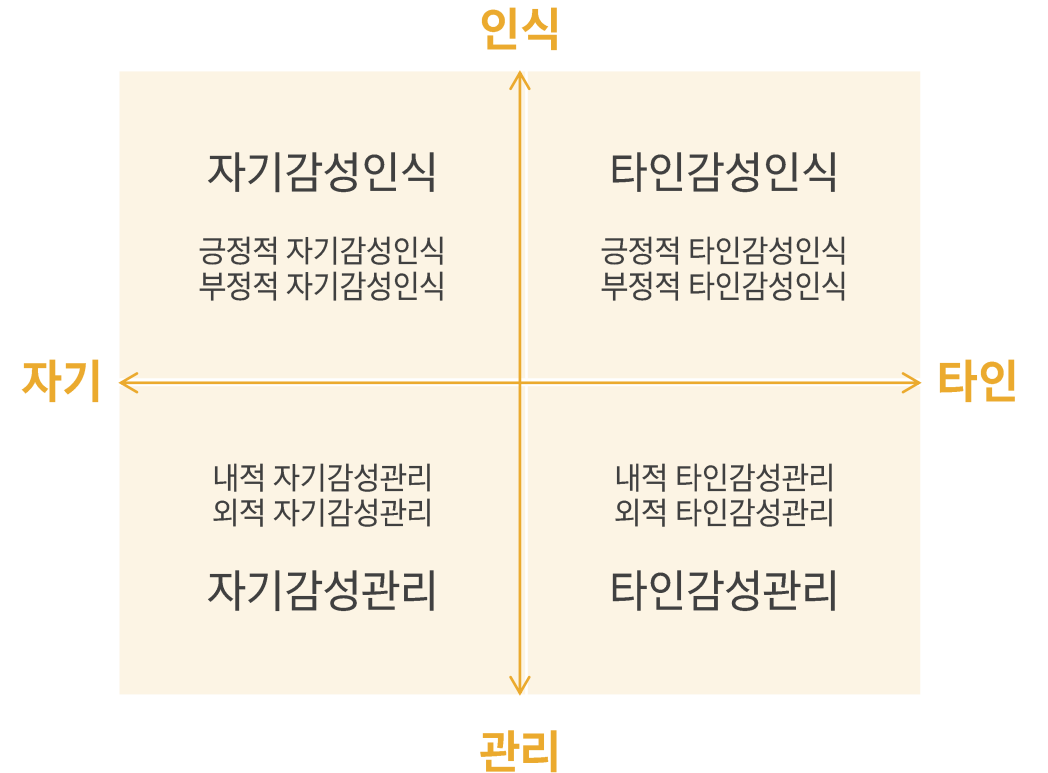 인식
자기감성인식
긍정적 자기감성인식
부정적 자기감성인식
타인감성인식
긍정적 타인감성인식
부정적 타인감성인식
자기
타인
내적 자기감성관리
외적 자기감성관리
자기감성관리
내적 타인감성관리
외적 타인감성관리
타인감성관리
관리